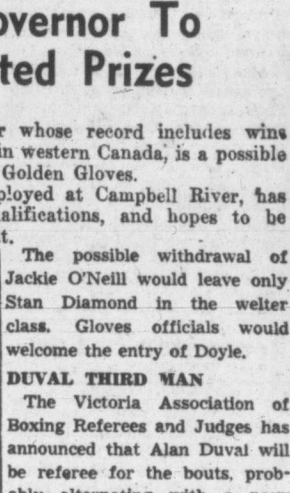 overnor To
ted Prizes
r whose record includes wins
in western Canada, is a possible
Golden Gloves.
ployed at Campbell River, has
alifications, and hopes to be
t.
The possible withdrawal of
Jackie O'Neill would leave only
Stan Diamond in the welter
class. Gloves officials would
welcome the entry of Doyle.
DUVAL THIRD MAN
The Victoria Association of
Boxing Referees and Judges has
announced that Alan Duval will
be referee for the bouts, prob-
ably alternating with